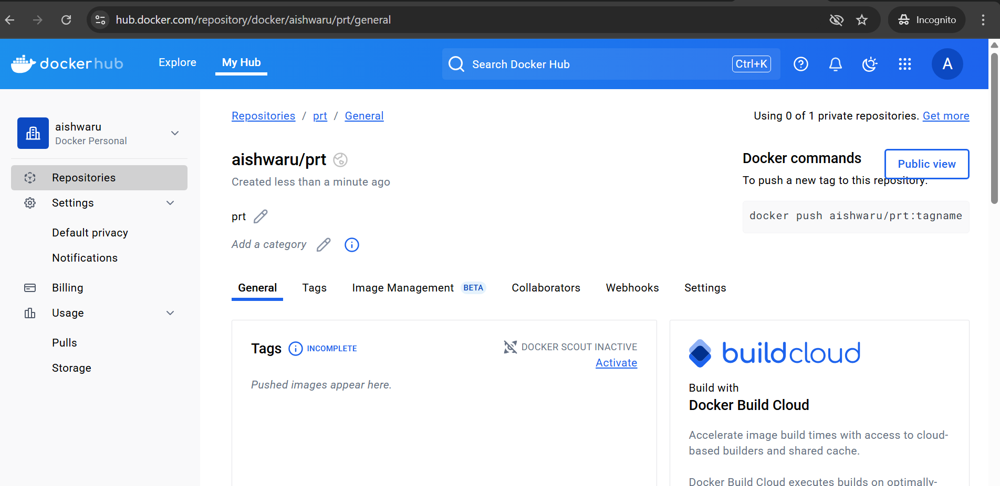 hub.docker.com/repository/docker/aishwaru/prt/general
Incognito
dockerhub
Explore
My Hub
Search Docker Hub
Ctrl+K
A
aishwaru
Docker Personal
Repositories
Settings
Default privacy
Notifications
Billing
Usage
Pulls
Storage
Repositories / prt / General
Using 0 of 1 private repositories. Get more
aishwaru/prt
Created less than a minute ago
prt
Add a category
Docker commands
Public view
To push a new tag to this repository:
docker push aishwaru/prt:tagname
General
Tags
Image Management BETA
Collaborators
Webhooks
Settings
Tags INCOMPLETE
DOCKER SCOUT INACTIVE
Activate
Pushed images appear here.
buildcloud
Build with
Docker Build Cloud
Accelerate image build times with access to cloud-
based builders and shared cache.
Docker Build Cloud executes builds on optimally-